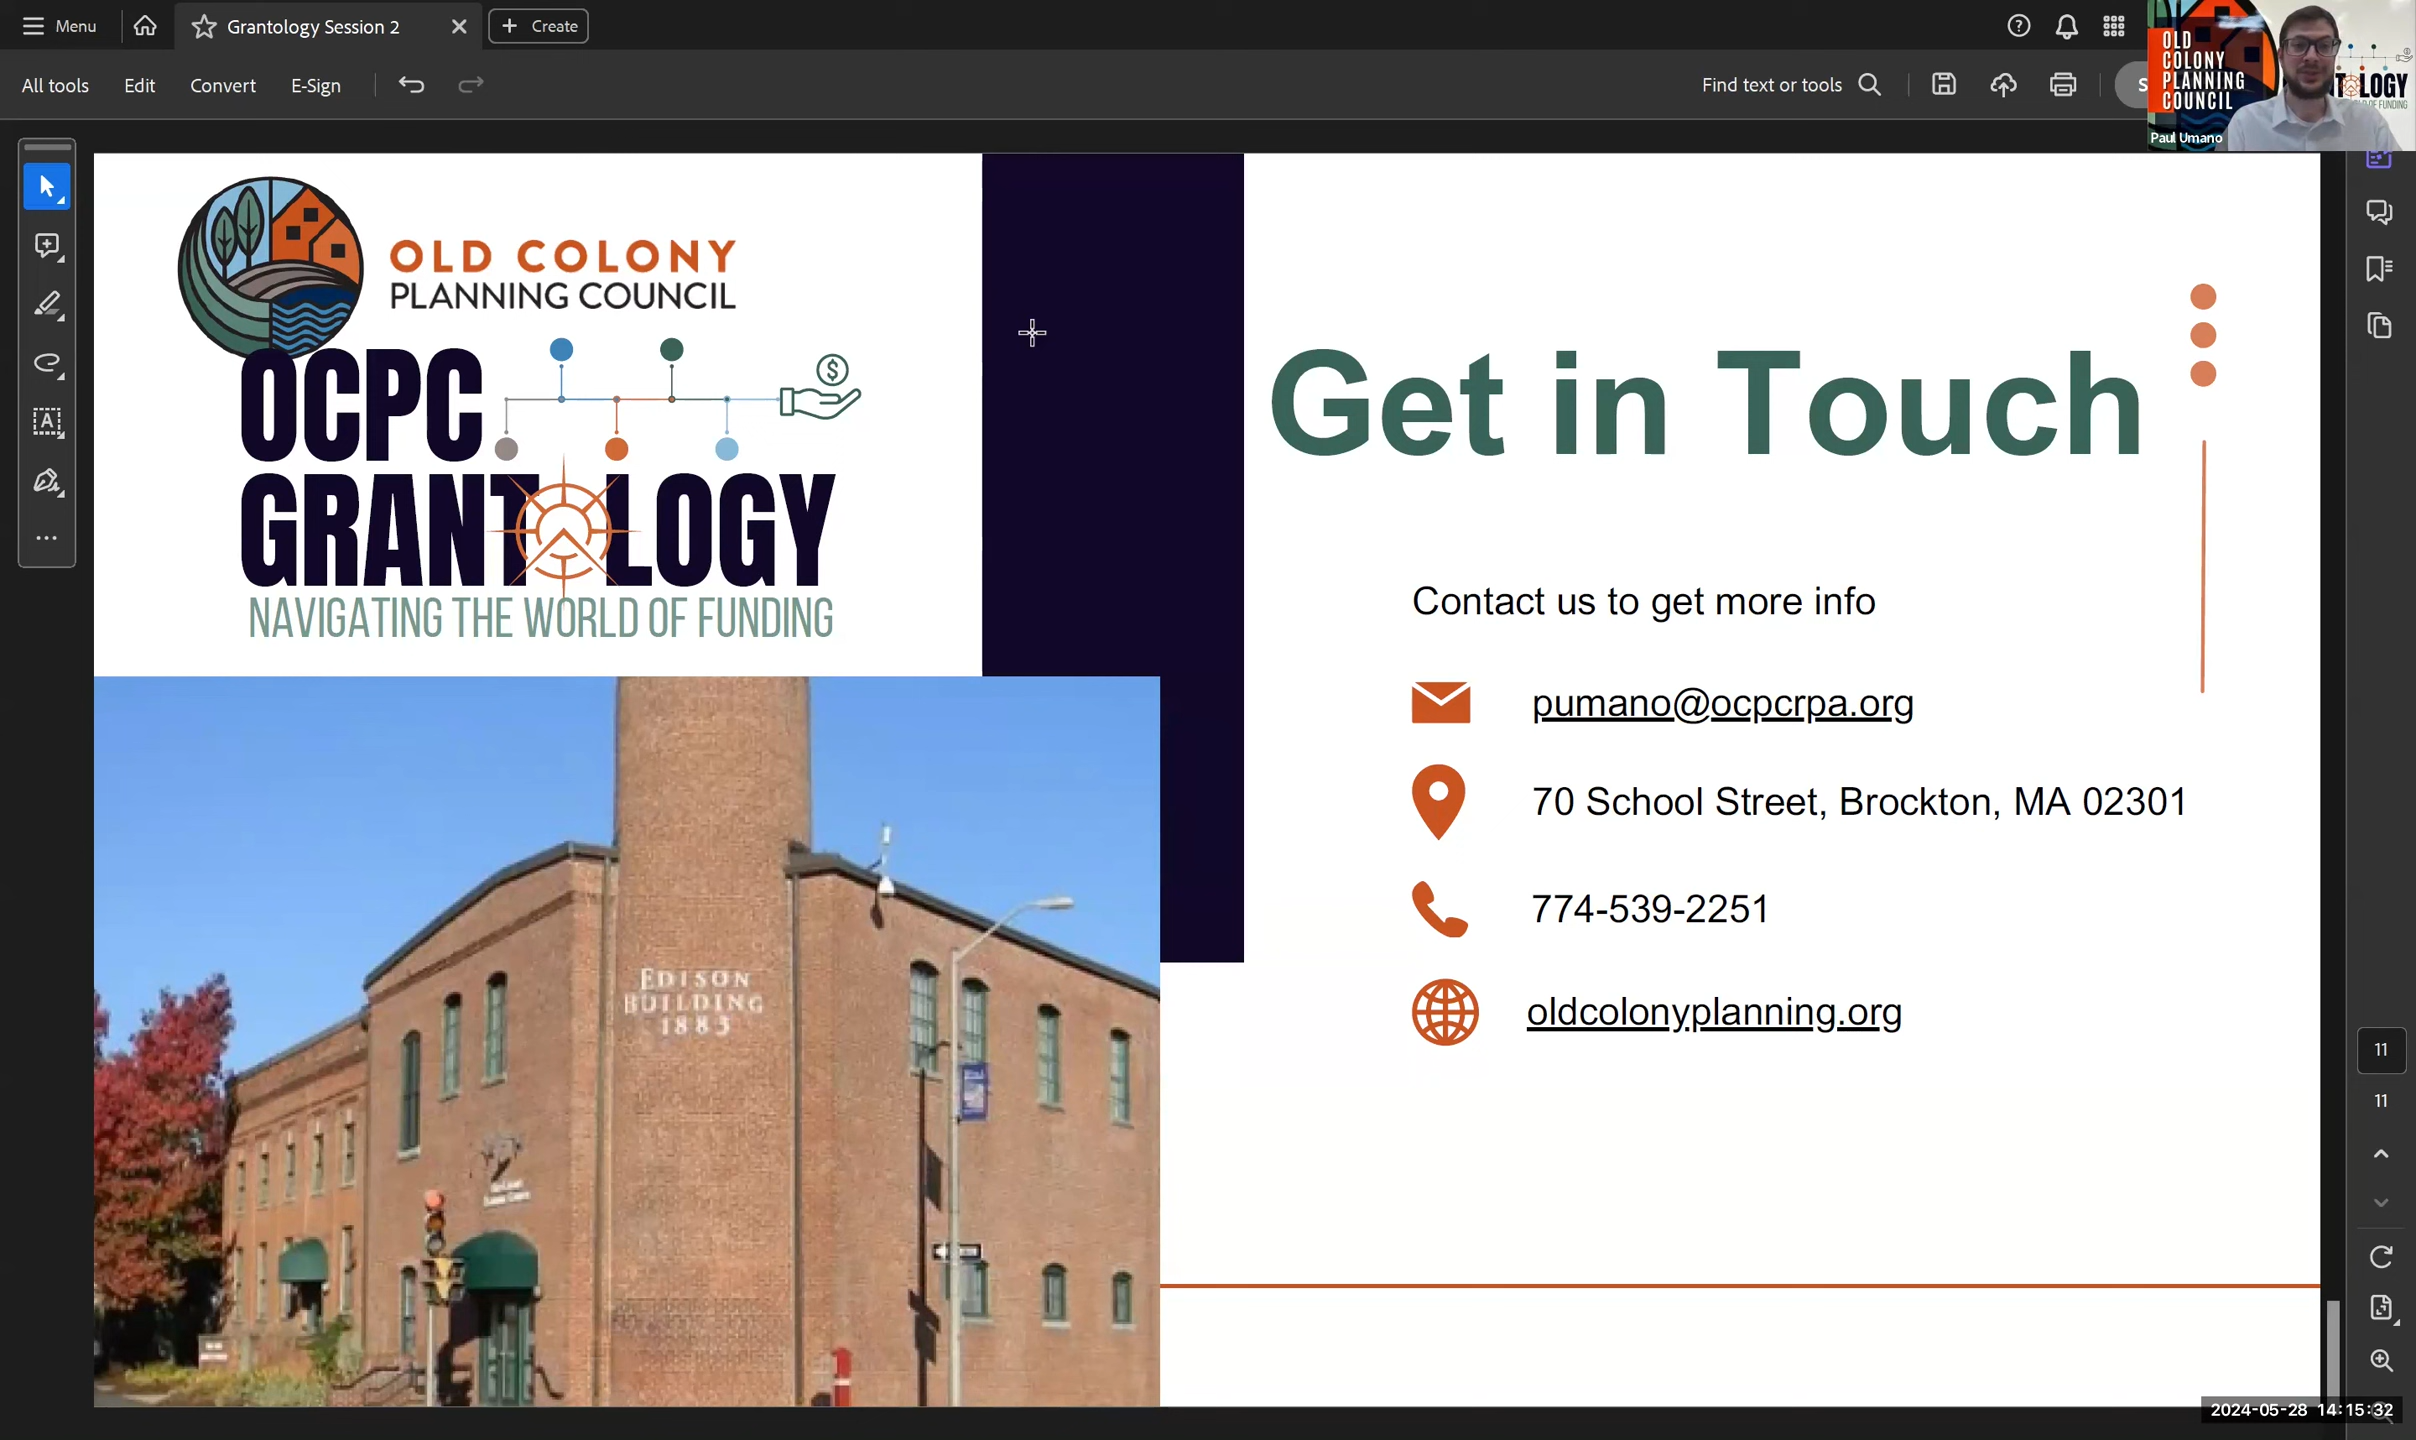 Menu
Grantology Session 2
Create
All tools
Edit
Convert
E-Sign
Find text or tools
OLD
COLONY
PLANNING
COUNCIL
LOGY
Paul Umano
OLD COLONY
PLANNING COUNCIL
OCPC
GRANTOLOGY
NAVIGATING THE WORLD OF FUNDING
EDISON
BUILDING
1883
Get in Touch
Contact us to get more info
pumano@ocpcrpa.org
70 School Street, Brockton, MA 02301
774-539-2251
oldcolonyplanning.org
11
11
2024-05-28 14:15:32